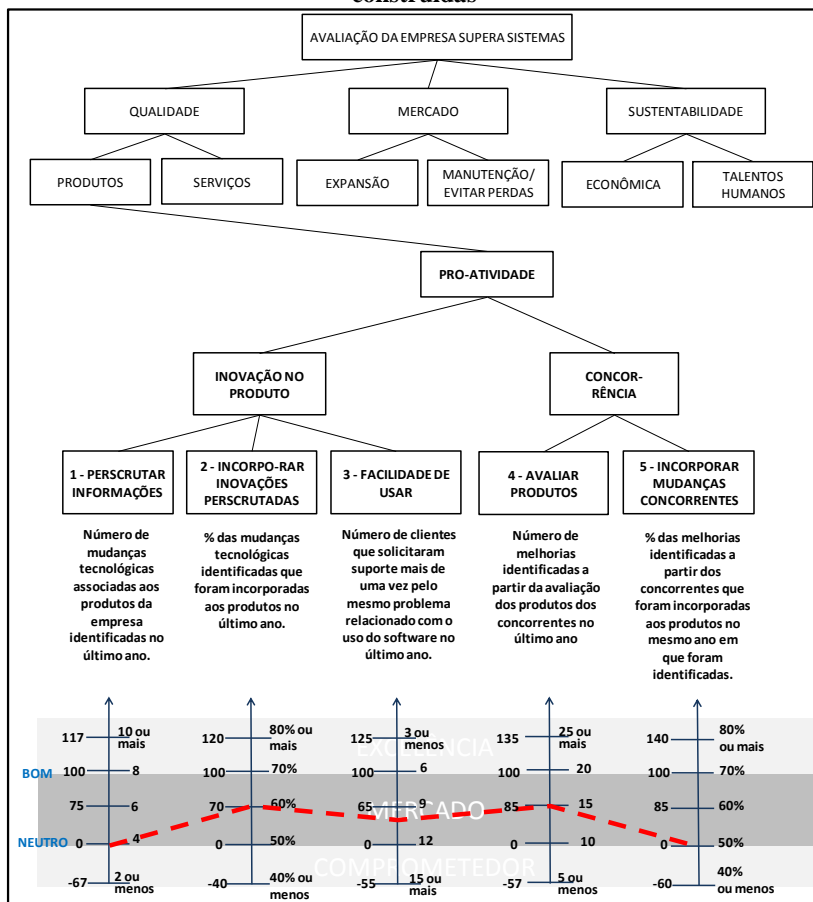 construídas
AVALIAÇÃO DA EMPRESA SUPERA SISTEMAS
QUALIDADE
MERCADO
SUSTENTABILIDADE
PRODUTOS
SERVIÇOS
EXPANSÃO
MANUTENÇÃO/
EVITAR PERDAS
ECONÔMICA
TALENTOS
HUMANOS
PRO-ATIVIDADE
INOVAÇÃO NO
PRODUTO
CONCOR-
RÊNCIA
1 - PERSCRUTAR
INFORMAÇÕES
2 - INCORPO-RAR
INOVAÇÕES
PERSCRUTADAS
3 - FACILIDADE DE
USAR
4 - AVALIAR
PRODUTOS
5 - INCORPORAR
MUDANÇAS
CONCORRENTES
Número de
mudanças
tecnológicas
associadas aos
produtos da
empresa
identificadas no
último ano.
% das mudanças
tecnológicas
identificadas que
foram incorporadas
aos produtos no
último ano.
Número de clientes
que solicitaram
suporte mais de
uma vez pelo
mesmo problema
relacionado com o
uso do software no
último ano.
Número de
melhorias
identificadas a
partir da avaliação
dos produtos dos
concorrentes no
último ano
% das melhorias
identificadas a
partir dos
concorrentes que
foram incorporadas
aos produtos no
mesmo ano em
que foram
identificadas.
EXCELÊNCIA
MERCADO
COMPROMETEDOR
BOM
NEUTRO
117 10 ou
mais
100 8
75 6
0 4
-67 2 ou
menos
120 80% ou
mais
100 70%
70 60%
0 50%
-40 40% ou
menos
125 3 ou
menos
100 6
65 9
0 12
-55 15 ou
mais
135 25 ou
mais
100 20
85 15
0 10
-57 5 ou
menos
140 80%
ou mais
100 70%
85 60%
0 50%
-60 40%
ou menos